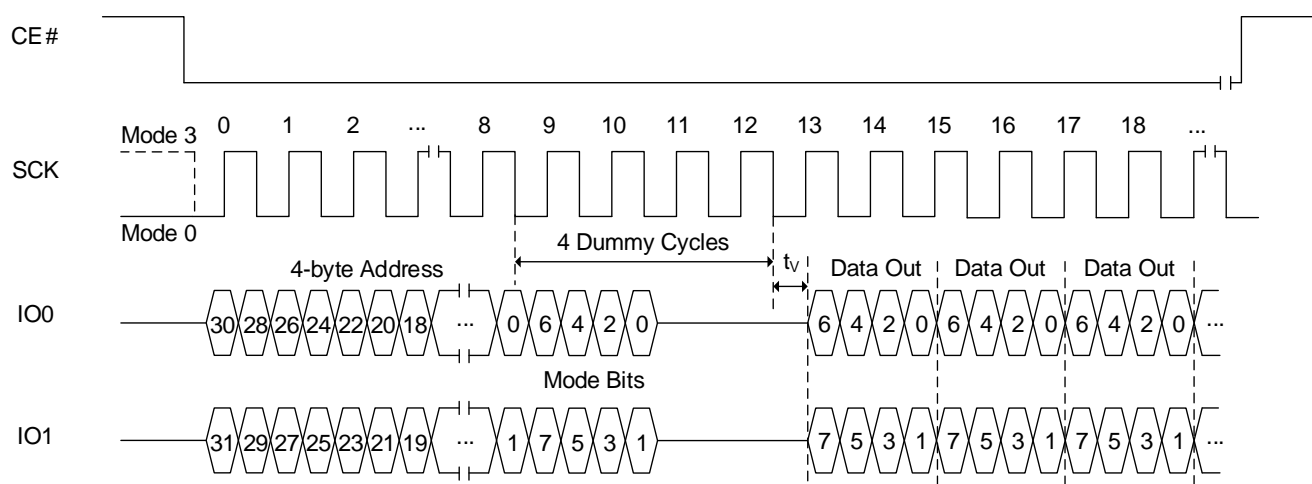 CE#
0 1 2 ... 8 9 10 11 12 13 14 15 16 17 18 ...
Mode 3
SCK
Mode 0
4 Dummy Cycles
tV
4-byte Address
Data Out Data Out Data Out
IO0
30 28 26 24 22 20 18 ... 0 6 4 2 0 6 4 2 0 6 4 2 0 6 4 2 0 ...
Mode Bits
IO1
31 29 27 25 23 21 19 ... 1 7 5 3 1 7 5 3 1 7 5 3 1 7 5 3 1 ...